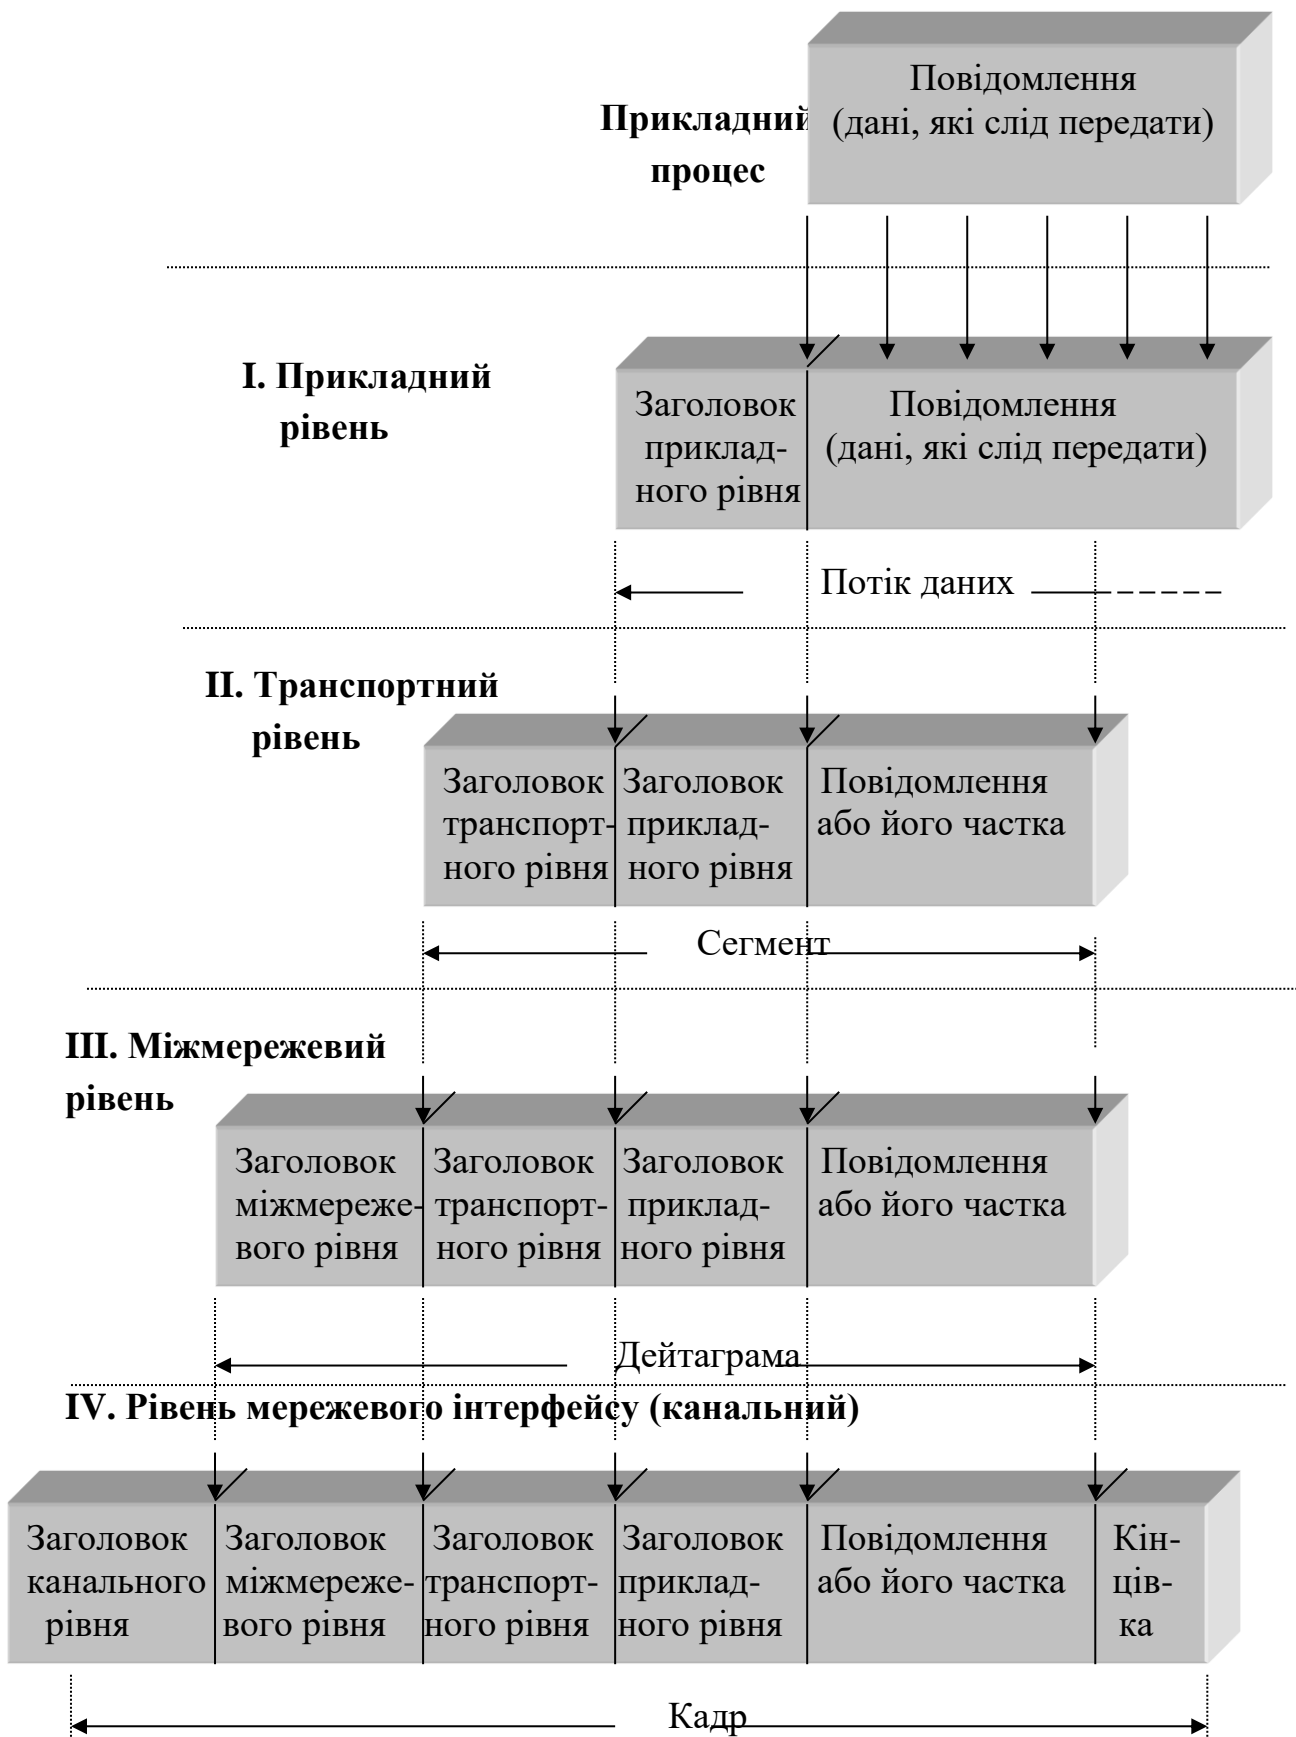 Повідомлення
(дані, які слід передати)
Прикладний
процес
I. Прикладний
рівень
Заголовок
приклад-
ного рівня
Повідомлення
(дані, які слід передати)
Потік даних
II. Транспортний
рівень
Заголовок
транспорт-
ного рівня
Заголовок
приклад-
ного рівня
Повідомлення
або його частка
Сегмент
III. Міжмережевий
рівень
Заголовок
міжмереже-
вого рівня
Заголовок
транспорт-
ного рівня
Заголовок
приклад-
ного рівня
Повідомлення
або його частка
Дейтаграма
IV. Рівень мережевого інтерфейсу (канальний)
Заголовок
канального
рівня
Заголовок
міжмереже-
вого рівня
Заголовок
транспорт-
ного рівня
Заголовок
приклад-
ного рівня
Повідомлення
або його частка
Кін-
ців-
ка
Кадр